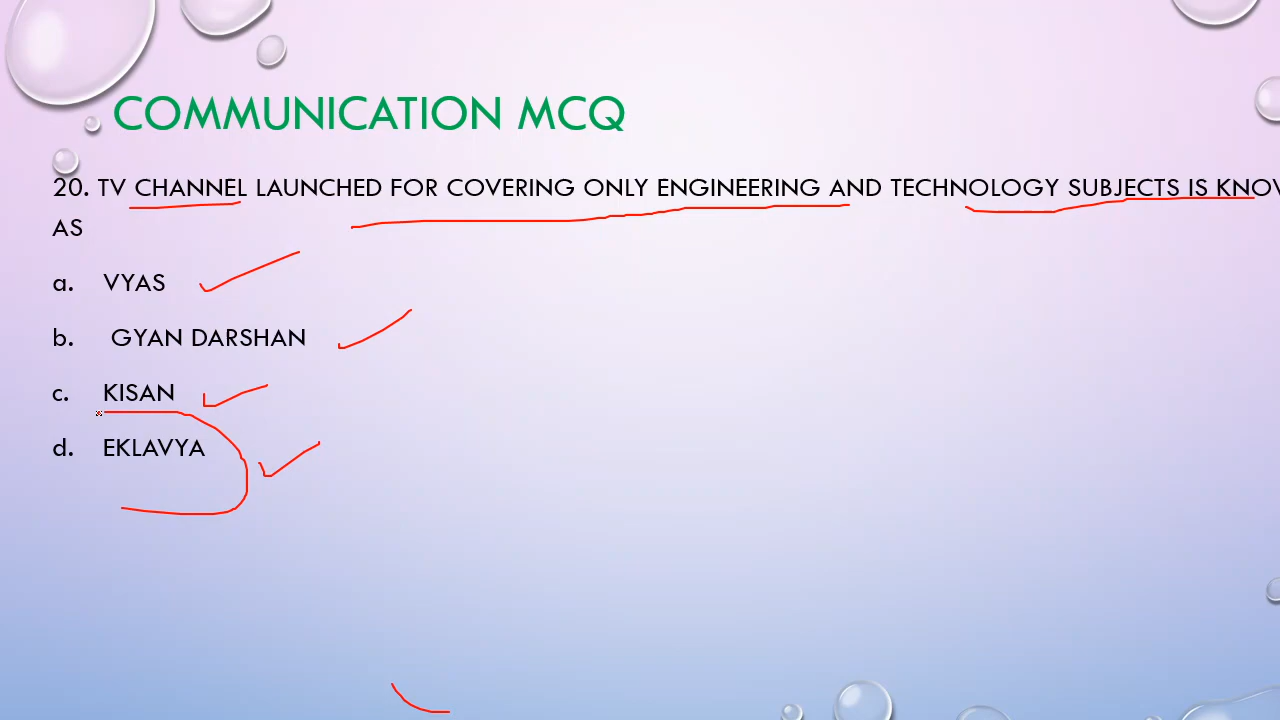 COMMUNICATION MCQ
20. TV CHANNEL LAUNCHED FOR COVERING ONLY ENGINEERING AND TECHNOLOGY SUBJECTS IS KNOW
AS
a. VYAS
b. GYAN DARSHAN
c. KISAN
d. EKLAVYA